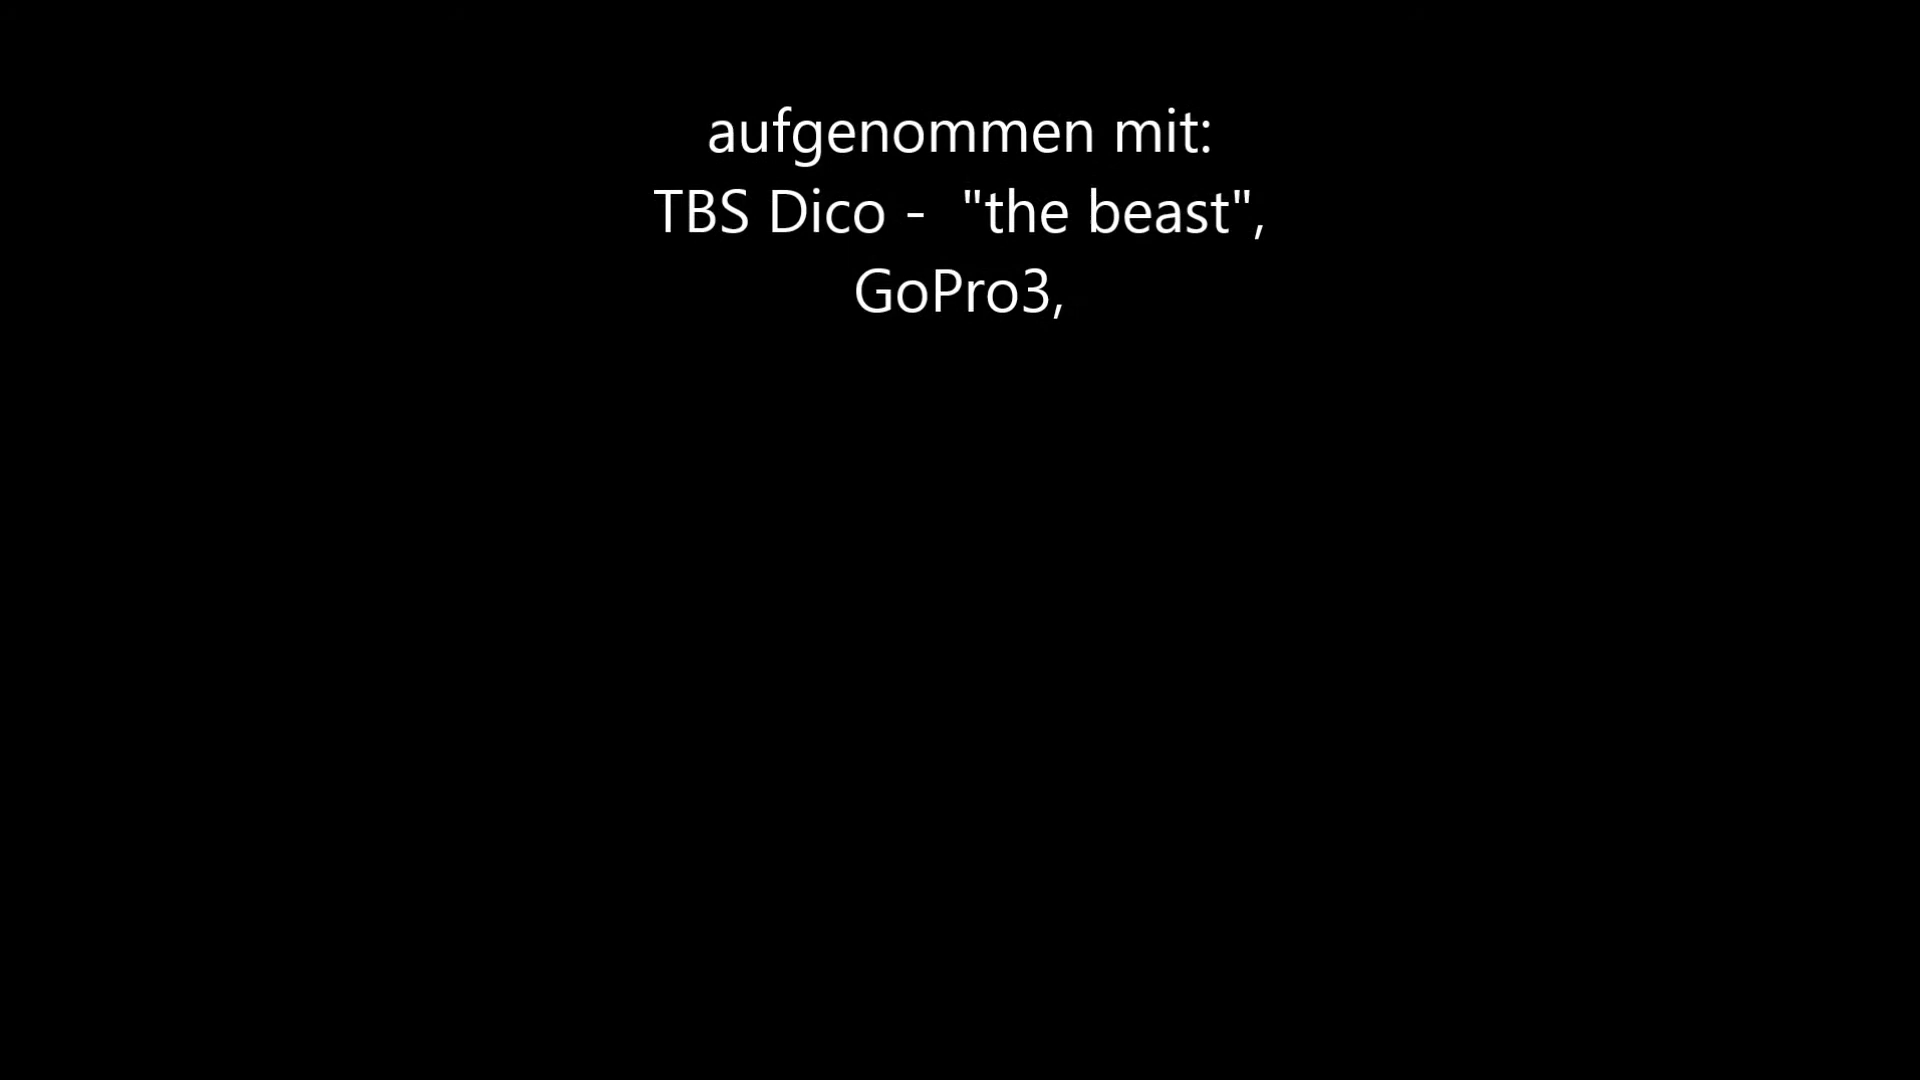 aufgenommen mit:
TBS Dico -  "the beast",
GoPro3,